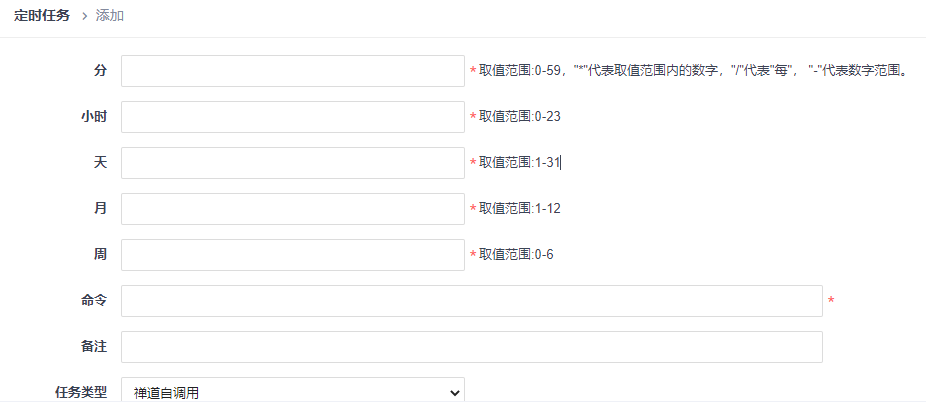 定时任务 > 添加
分 * 取值范围:0-59，"*"代表取值范围内的数字，"/"代表"每"， "-"代表数字范围。
小时 * 取值范围:0-23
天 * 取值范围:1-31
月 * 取值范围:1-12
周 * 取值范围:0-6
命令 *
备注
任务类型 禅道自调用